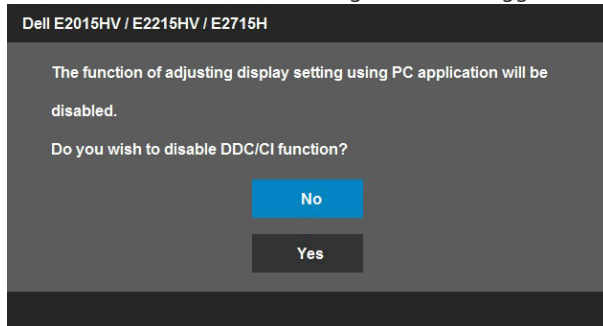 Dell E2015HV / E2215HV / E2715H
The function of adjusting display setting using PC application will be
disabled.
Do you wish to disable DDC/CI function?
No
Yes